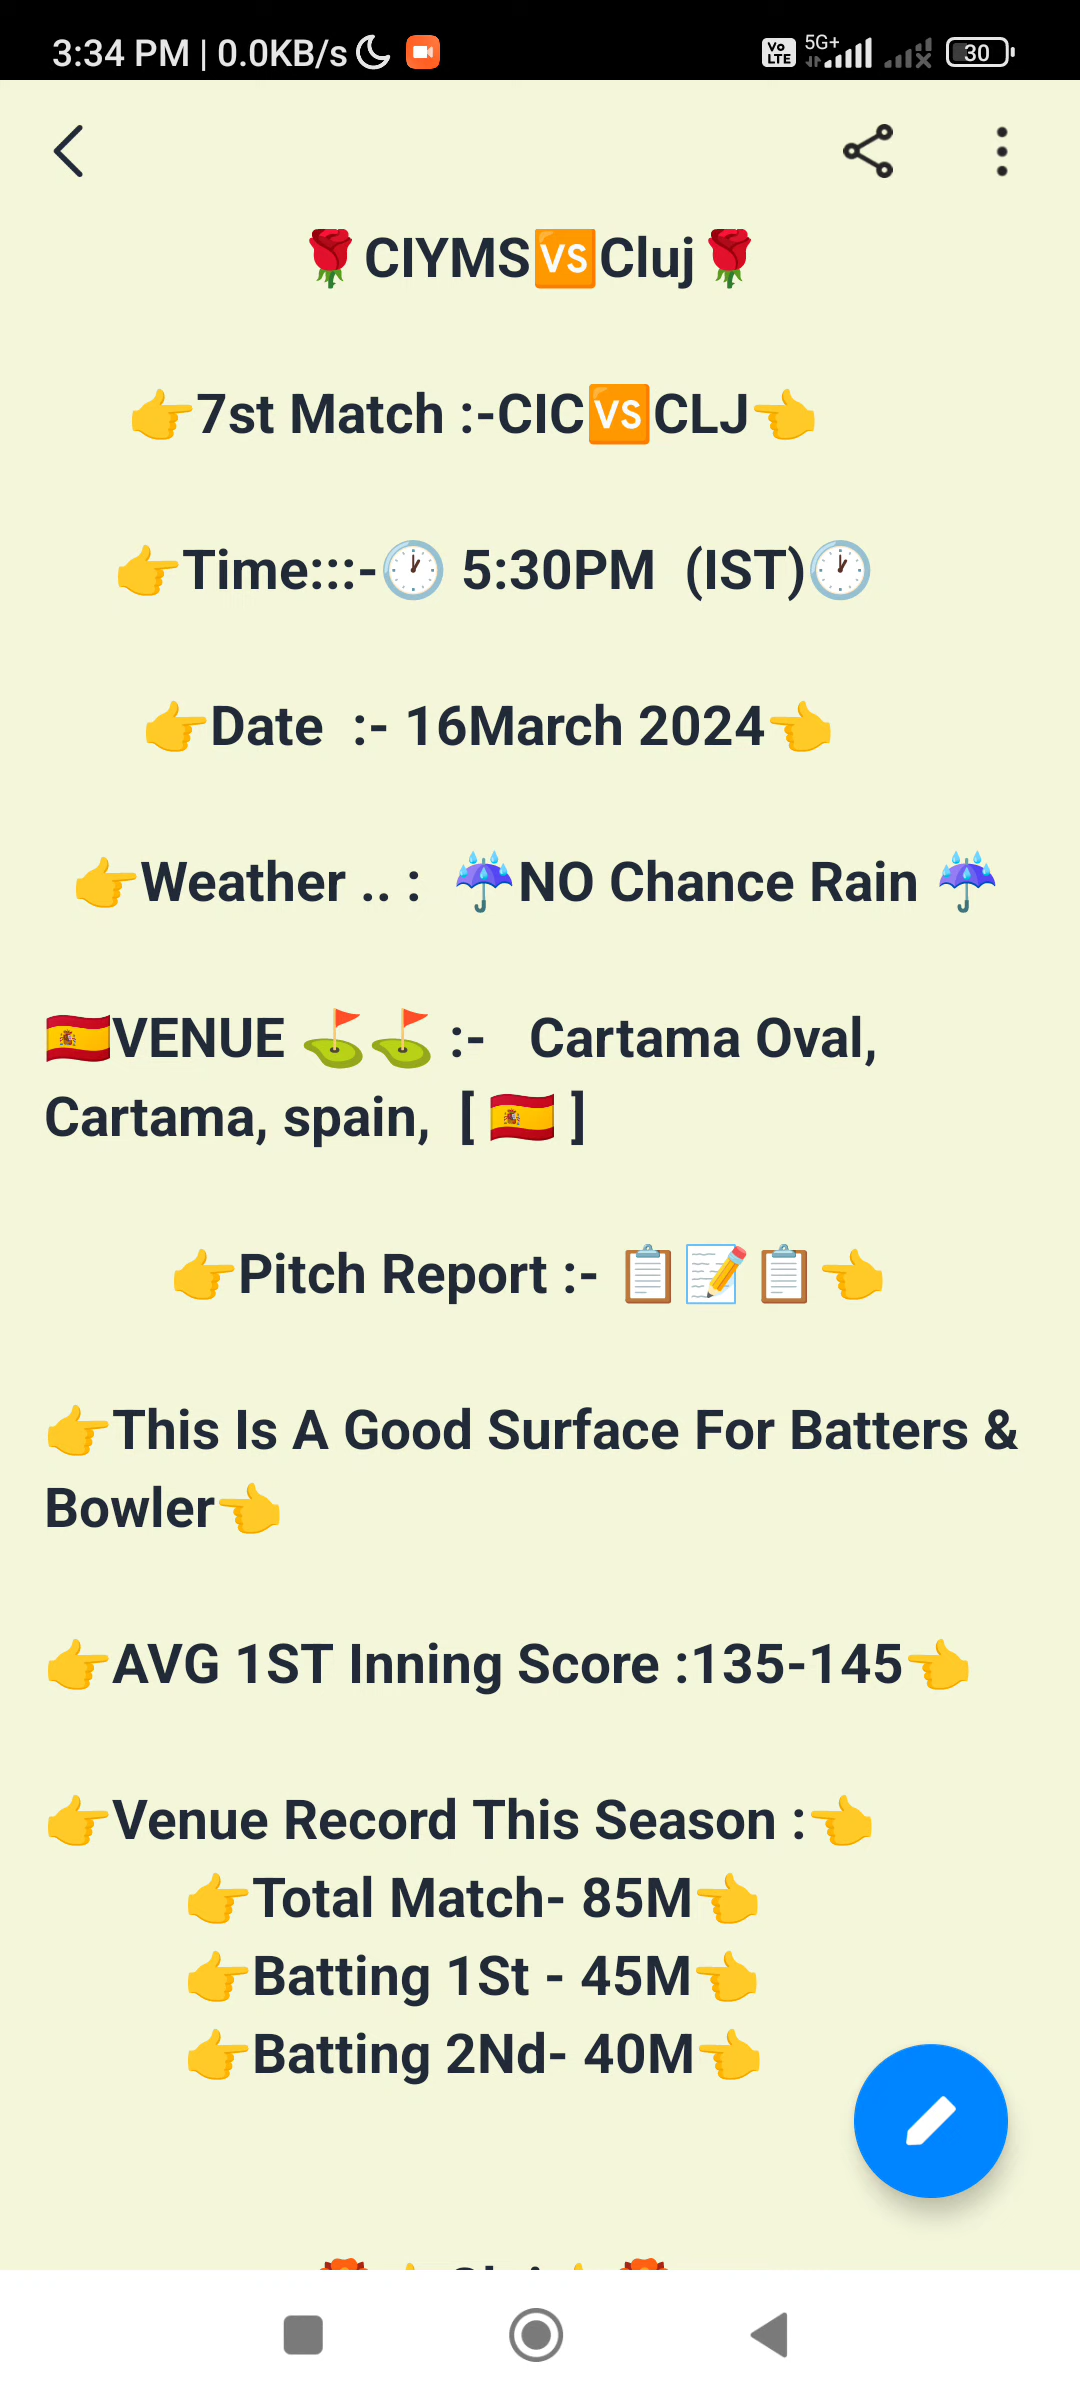 3:34 PM | 0.0KB/s
Vo LTE 5G+ 30
🌹CIYMS🆚Cluj🌹
👉7st Match :-CIC🆚CLJ👈
👉Time:::-🕐 5:30PM  (IST)🕐
👉Date  :- 16March 2024👈
👉Weather .. :  ☔NO Chance Rain ☔
🇪🇸VENUE ⛳⛳ :-   Cartama Oval,
Cartama, spain,  [ 🇪🇸 ]
👉Pitch Report :- 📋📝📋👈
👉This Is A Good Surface For Batters &
Bowler👈
👉AVG 1ST Inning Score :135-145👈
👉Venue Record This Season :👈
👉Total Match- 85M👈
👉Batting 1St - 45M👈
👉Batting 2Nd- 40M👈